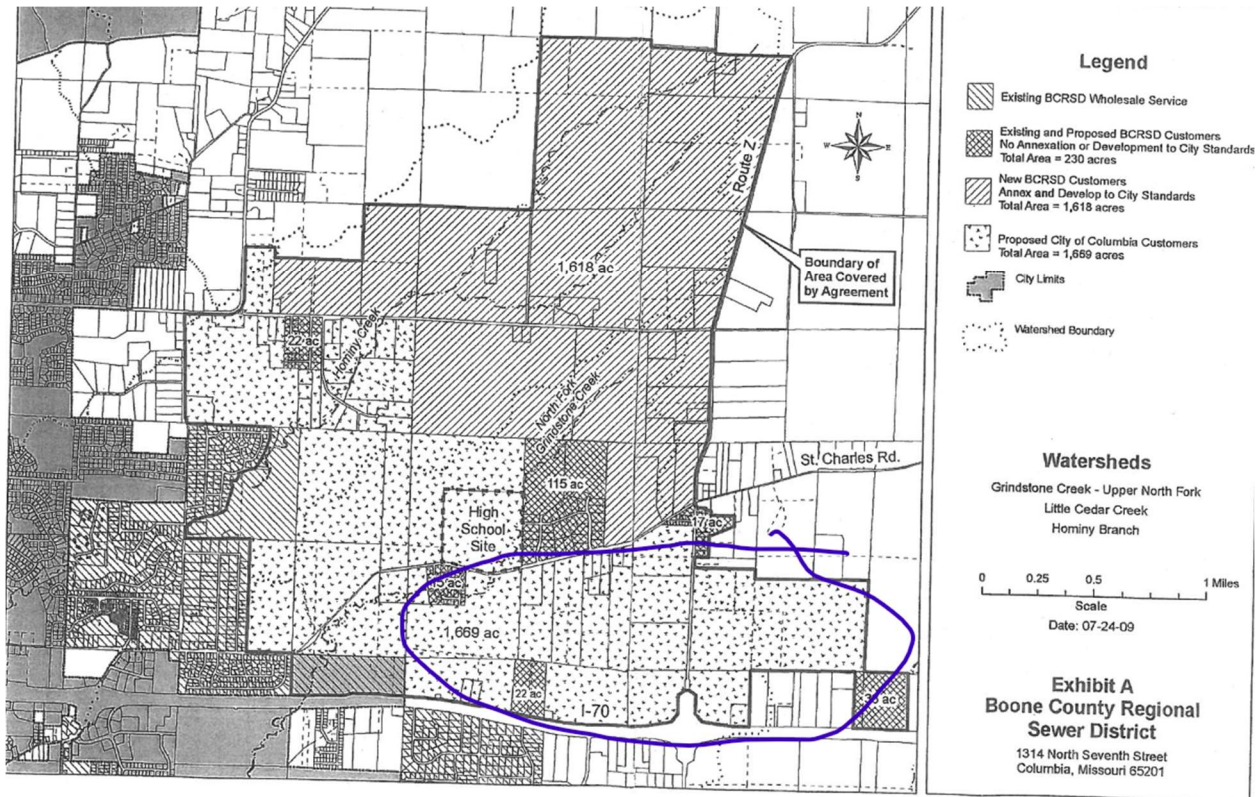 Legend
Existing BCRSD Wholesale Service
Existing and Proposed BCRSD Customers
No Annexation or Development to City Standards
Total Area = 230 acres
New BCRSD Customers
Annex and Develop to City Standards
Total Area = 1,618 acres
Proposed City of Columbia Customers
Total Area = 1,669 acres
City Limits
Watershed Boundary
N
W
E
S
Route Z
Boundary of
Area Covered
by Agreement
1,618 ac
22 ac
Hominy Creek
North Fork
Grindstone Creek
St. Charles Rd.
115 ac
High
School
Site
17 ac
15 ac
1,669 ac
22 ac
I-70
ac
Watersheds
Grindstone Creek - Upper North Fork
Little Cedar Creek
Hominy Branch
0 0.25 0.5 1 Miles
Scale
Date: 07-24-09
Exhibit A
Boone County Regional
Sewer District
1314 North Seventh Street
Columbia, Missouri 65201